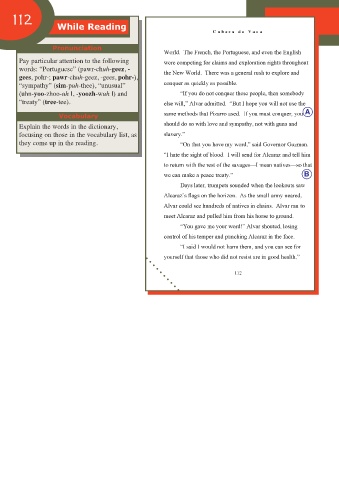 112
While Reading
Pronunciation
Pay particular attention to the following
words: "Portuguese" (pawr-chuh-geez, -
gees, pohr-; pawr-chuh-geez, -gees, pohr-),
"sympathy" (sim-puh-thee), "unusual"
(uhn-yoo-zhoo-uh l, -yoozh-wuh l) and
"treaty" (tree-tee).
Vocabulary
Explain the words in the dictionary,
focusing on those in the vocabulary list, as
they come up in the reading.
Cabeza de Vaca
World. The French, the Portuguese, and even the English
were competing for claims and exploration rights throughout
the New World. There was a general rush to explore and
conquer as quickly as possible.
"If you do not conquer these people, then somebody
else will," Alvar admitted. "But I hope you will not use the
same methods that Pizarro used. If you must conquer, you A
should do so with love and sympathy, not with guns and
slavery."
"On that you have my word," said Governor Guzman.
"I hate the sight of blood. I will send for Alcaraz and tell him
to return with the rest of the savages—I mean natives—so that
we can make a peace treaty." B
Days later, trumpets sounded when the lookouts saw
Alcaraz's flags on the horizon. As the small army neared,
Alvar could see hundreds of natives in chains. Alvar ran to
meet Alcaraz and pulled him from his horse to ground.
"You gave me your word!" Alvar shouted, losing
control of his temper and punching Alcaraz in the face.
"I said I would not harm them, and you can see for
yourself that those who did not resist are in good health."
112